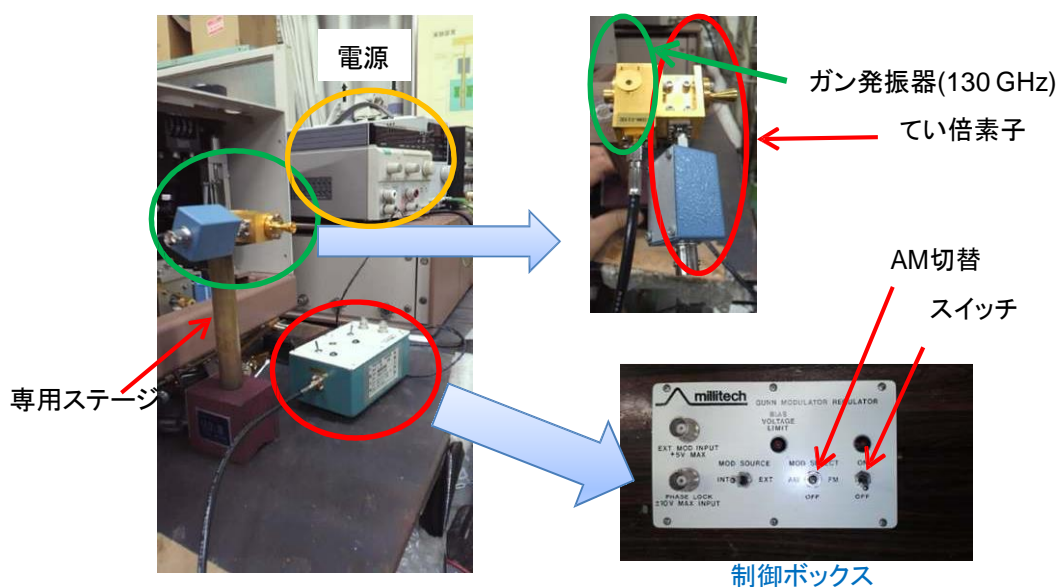 電源
ガン発振器(130 GHz)
てい倍素子
AM切替
スイッチ
専用ステージ
millitech
GUNN MODULATOR REGULATOR
BIAS
VOLTAGE
LIMIT
EXT MOD INPUT
+5V MAX
MOD SOURCE
INT
EXT
MOD SELECT
AM
FM
OFF
ON
OFF
PHASE LOCK
±10V MAX INPUT
制御ボックス